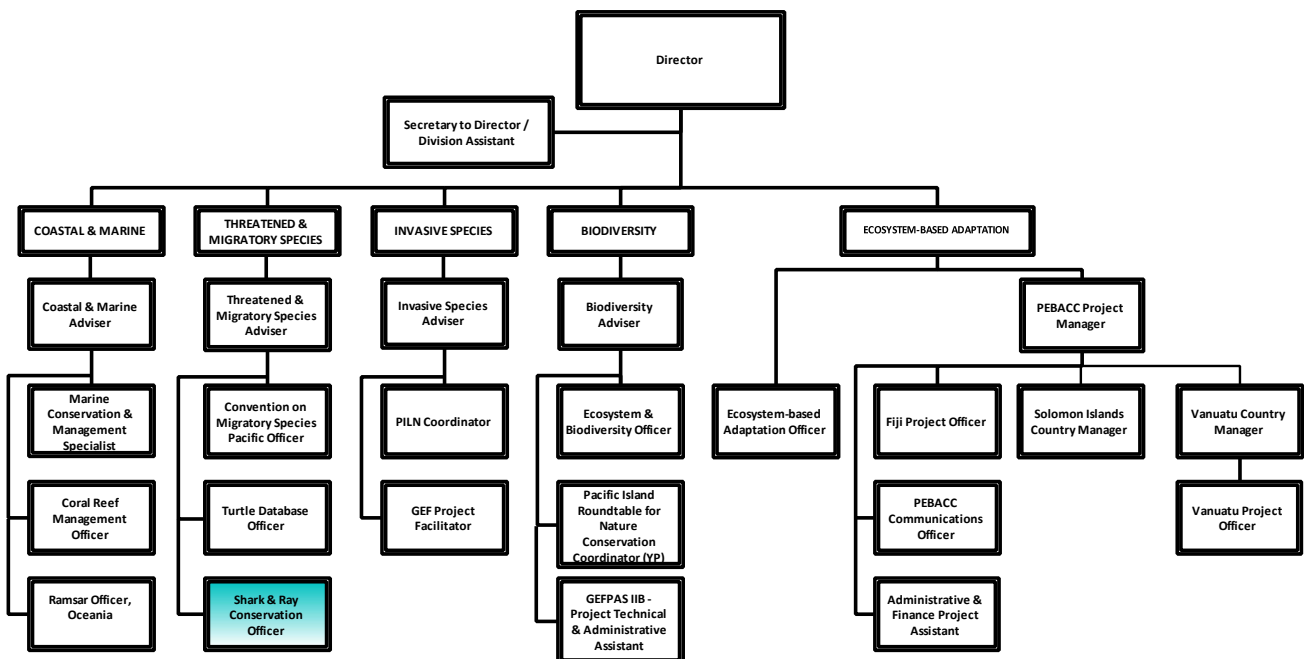 Director
Secretary to Director /
Division Assistant
COASTAL & MARINE
THREATENED &
MIGRATORY SPECIES
INVASIVE SPECIES
BIODIVERSITY
ECOSYSTEM-BASED ADAPTATION
Coastal & Marine
Adviser
Threatened &
Migratory Species
Adviser
Invasive Species
Adviser
Biodiversity
Adviser
PEBACC Project
Manager
Marine
Conservation &
Management
Specialist
Convention on
Migratory Species
Pacific Officer
PILN Coordinator
Ecosystem &
Biodiversity Officer
Ecosystem-based
Adaptation Officer
Fiji Project Officer
Solomon Islands
Country Manager
Vanuatu Country
Manager
Coral Reef
Management
Officer
Turtle Database
Officer
GEF Project
Facilitator
Pacific Island
Roundtable for
Nature
Conservation
Coordinator (YP)
PEBACC
Communications
Officer
Vanuatu Project
Officer
Ramsar Officer,
Oceania
Shark & Ray
Conservation
Officer
GEFPAS IIB -
Project Technical
& Administrative
Assistant
Administrative &
Finance Project
Assistant